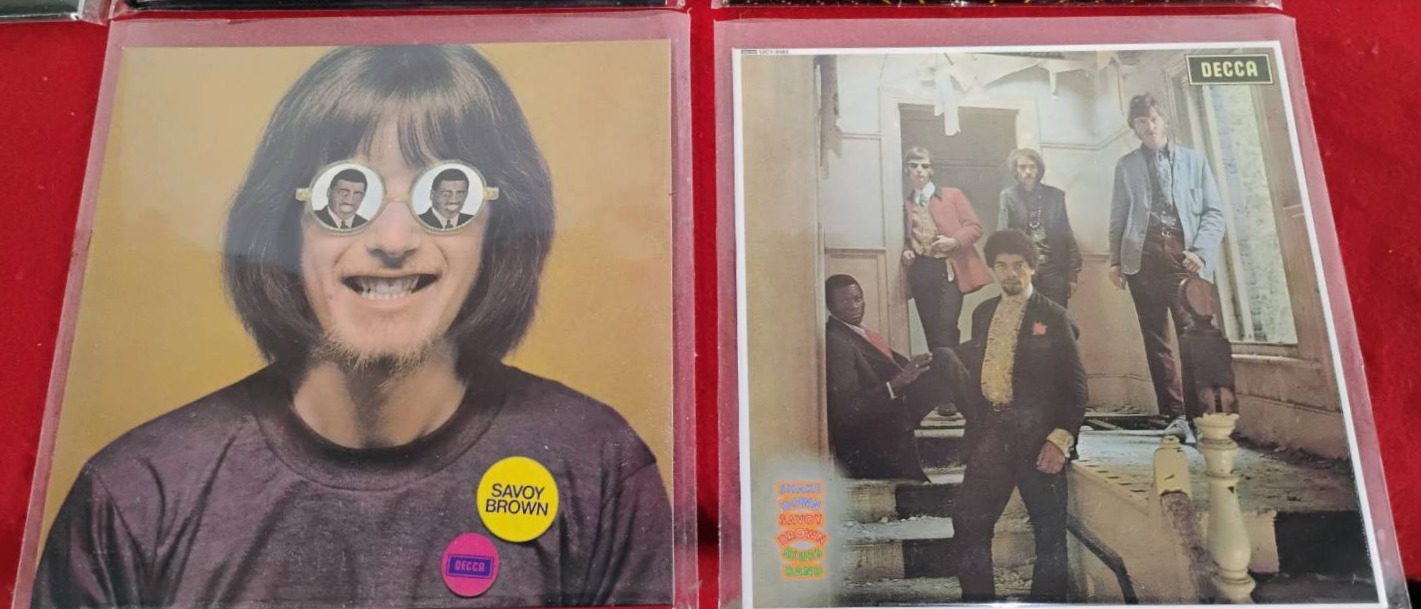 SAVOY
BROWN
DECCA
DECCA
SHAKE
DOWN
SAVOY
BROWN
BLUES
BAND